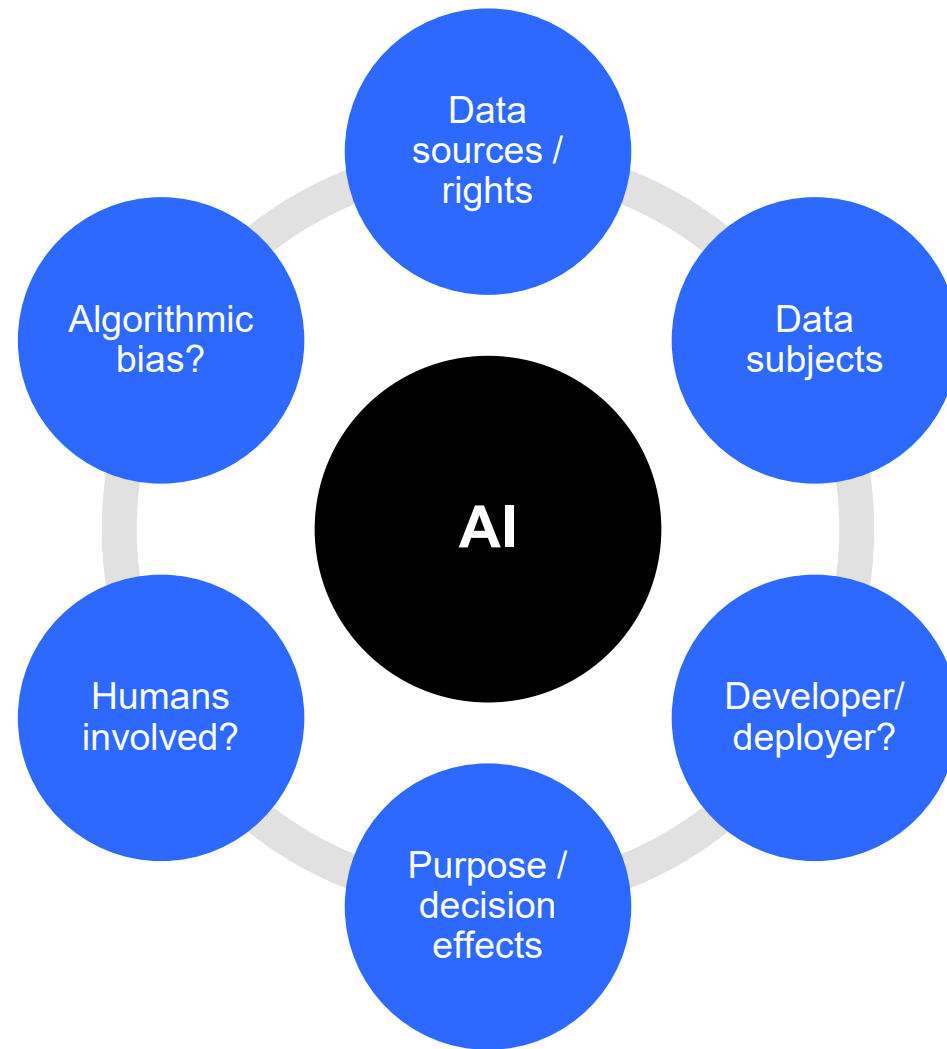 Data
sources /
rights
Data
subjects
Developer/
deployer?
Purpose /
decision
effects
Humans
involved?
Algorithmic
bias?
AI